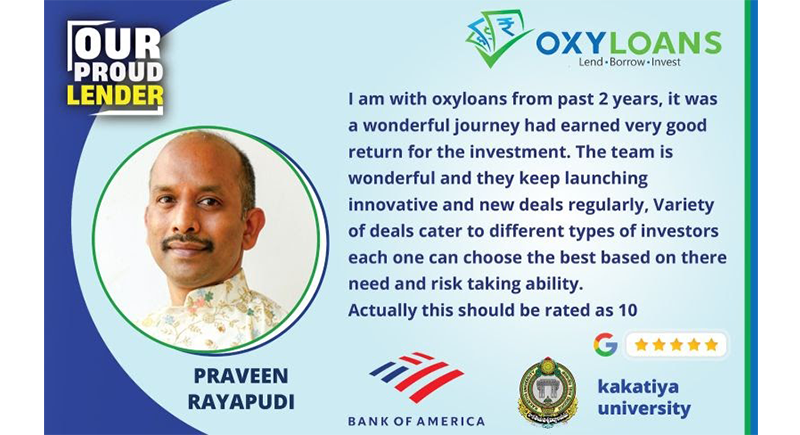 OUR
PROUD
LENDER
OXYLOANS
Lend•Borrow•Invest
I am with oxyloans from past 2 years, it was
a wonderful journey had earned very good
return for the investment. The team is
wonderful and they keep launching
innovative and new deals regularly, Variety
of deals cater to different types of investors
each one can choose the best based on there
need and risk taking ability.
Actually this should be rated as 10
G
PRAVEEN
RAYAPUDI
BANK OF AMERICA
kakatiya
university